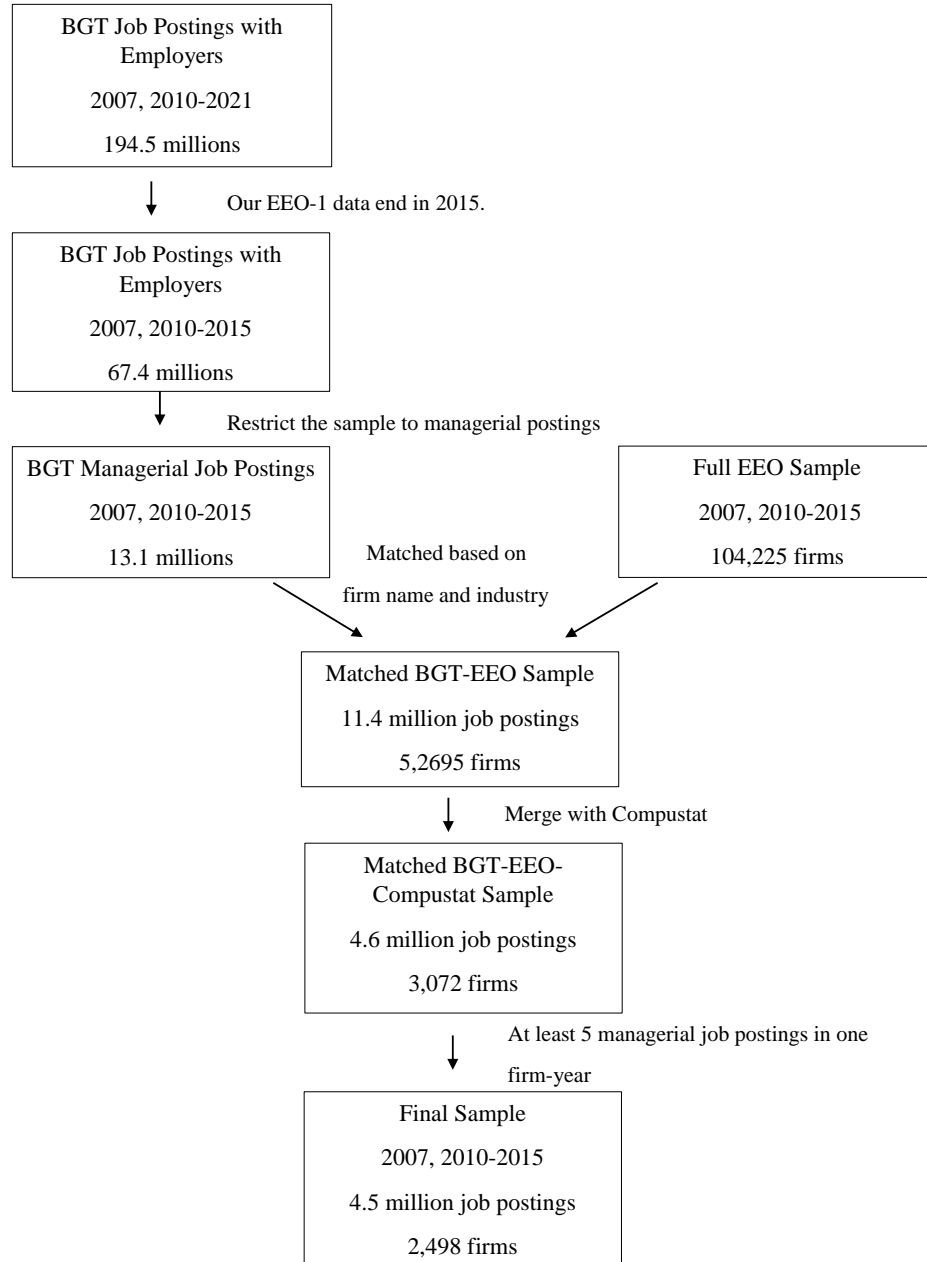 BGT Job Postings with
Employers
2007, 2010-2021
194.5 millions
Our EEO-1 data end in 2015.
BGT Job Postings with
Employers
2007, 2010-2015
67.4 millions
Restrict the sample to managerial postings
BGT Managerial Job Postings
2007, 2010-2015
13.1 millions
Full EEO Sample
2007, 2010-2015
104,225 firms
Matched based on
firm name and industry
Matched BGT-EEO Sample
11.4 million job postings
5,2695 firms
Merge with Compustat
Matched BGT-EEO-
Compustat Sample
4.6 million job postings
3,072 firms
At least 5 managerial job postings in one
firm-year
Final Sample
2007, 2010-2015
4.5 million job postings
2,498 firms